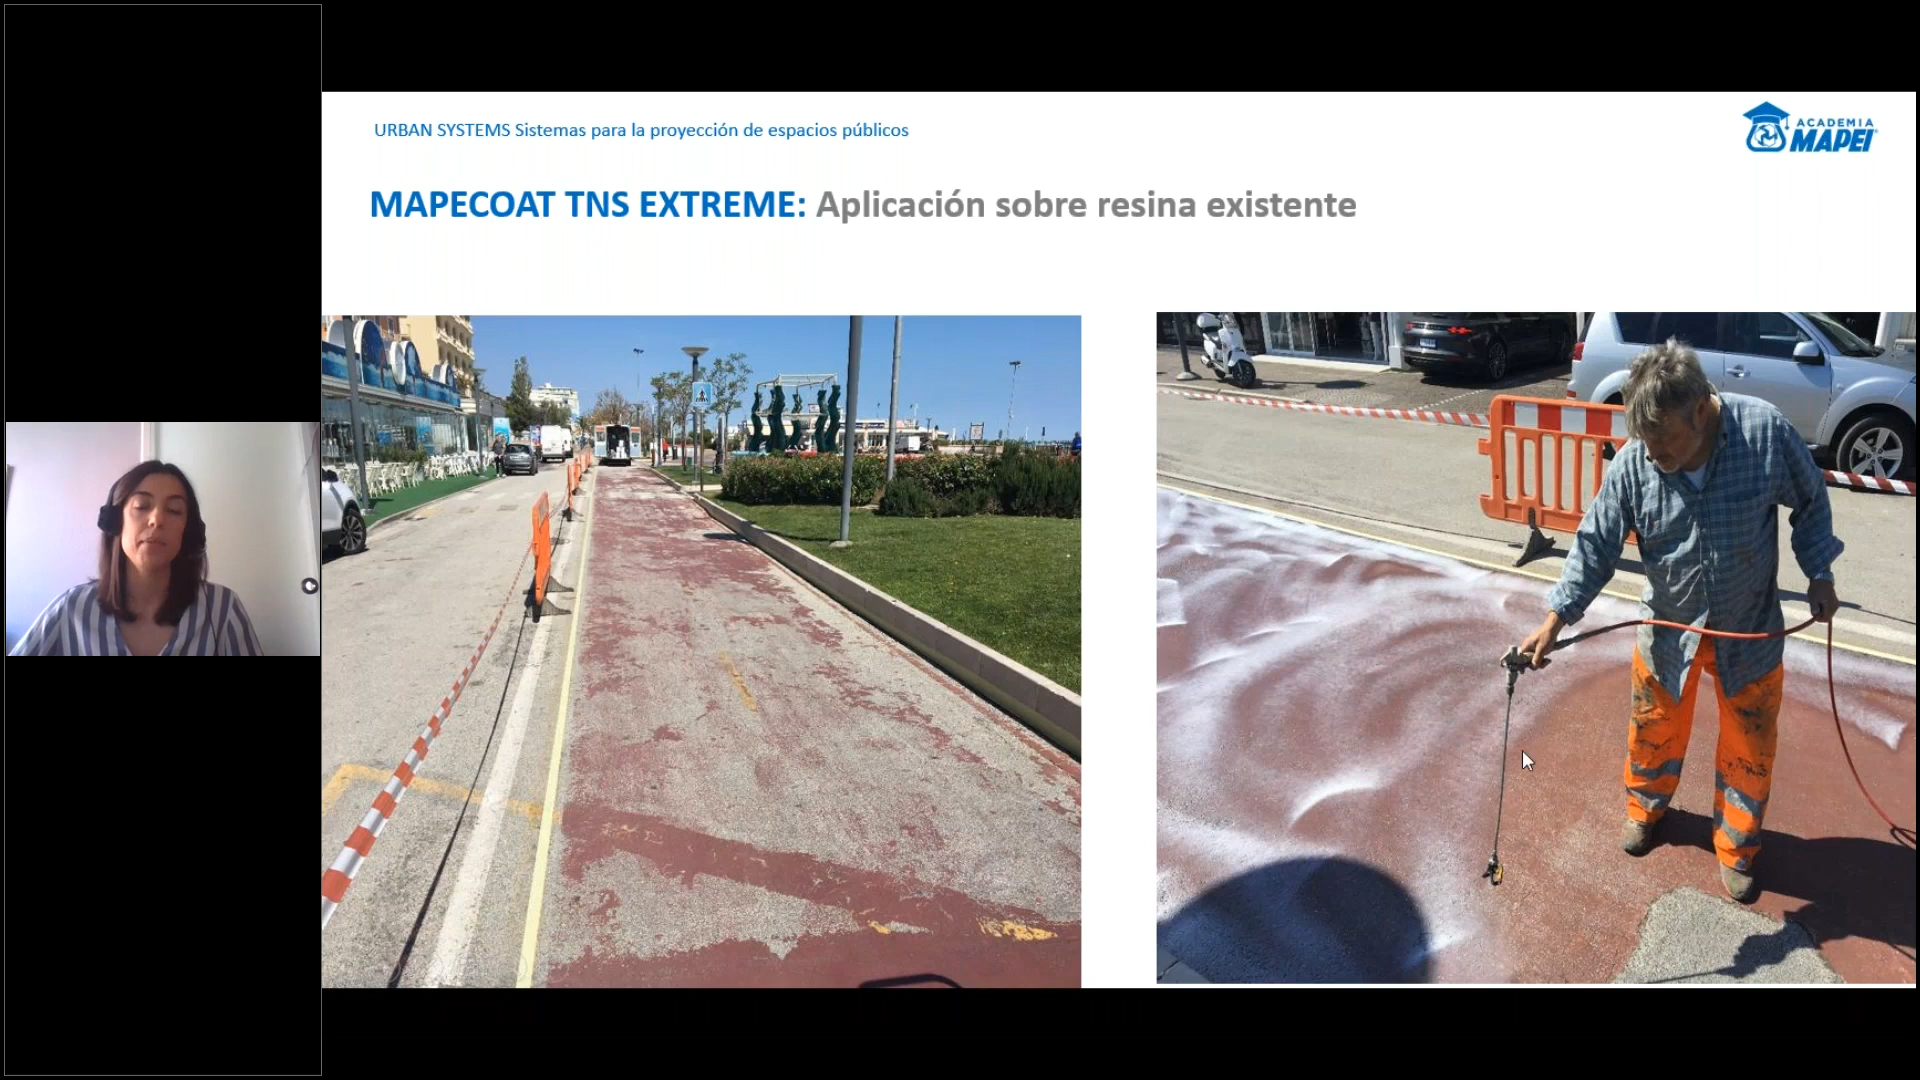 URBAN SYSTEMS Sistemas para la proyección de espacios públicos
ACADEMIA
MAPEI
MAPECOAT TNS EXTREME: Aplicación sobre resina existente